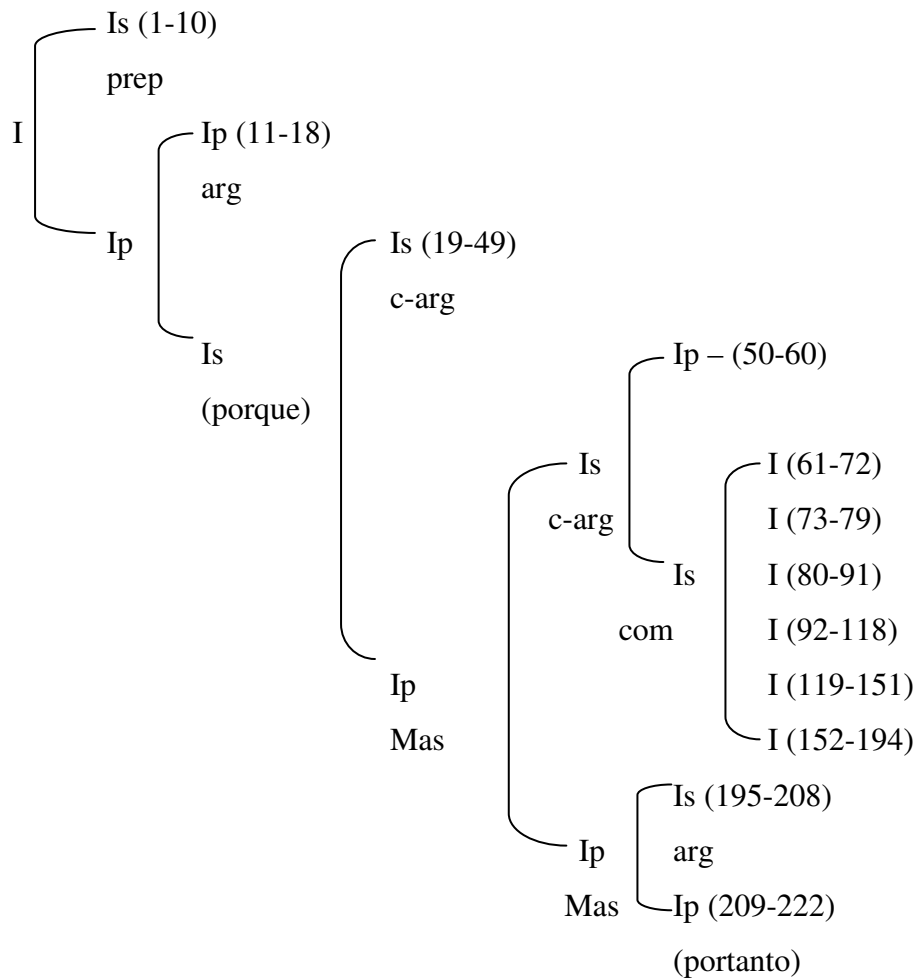 Is (1-10)
prep
I
Ip (11-18)
arg
Ip
Is (19-49)
c-arg
Is
(porque)
Ip – (50-60)
Is
c-arg
I (61-72)
I (73-79)
Is
com
I (80-91)
I (92-118)
I (119-151)
I (152-194)
Ip
Mas
Is (195-208)
arg
Ip
Mas
Ip (209-222)
(portanto)